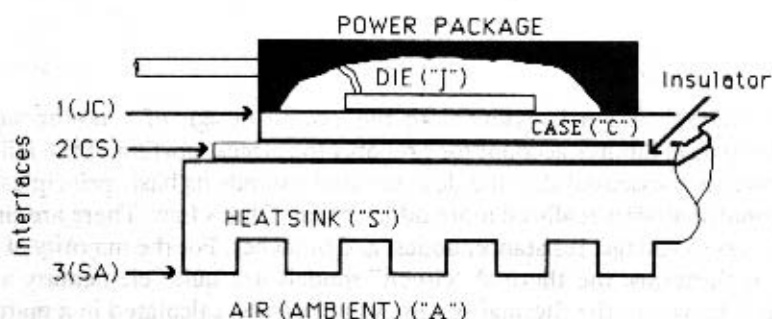 POWER PACKAGE
DIE ("J")
Insulator
1(JC)
CASE ("C")
2(CS)
Interfaces
HEATSINK ("S")
3(SA)
AIR (AMBIENT) ("A")